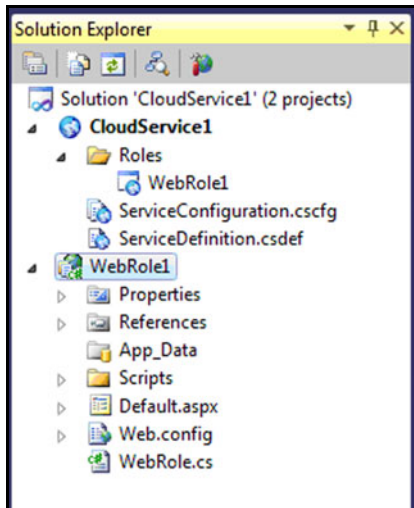 Solution Explorer
Solution 'CloudService1' (2 projects)
CloudService1
Roles
WebRole1
ServiceConfiguration.cscfg
ServiceDefinition.csdef
WebRole1
Properties
References
App_Data
Scripts
Default.aspx
Web.config
WebRole.cs